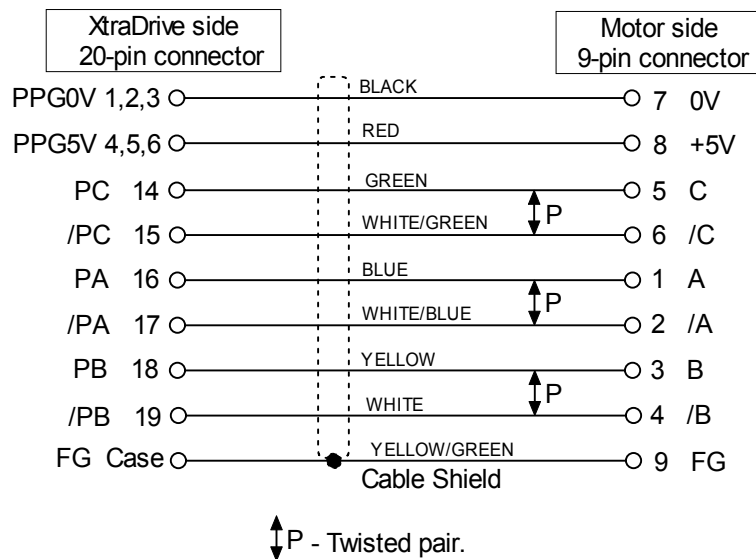 XtraDrive side
20-pin connector
Motor side
9-pin connector
PPG0V 1,2,3 BLACK 7 0V
PPG5V 4,5,6 RED 8 +5V
PC 14 GREEN 5 C
P
/PC 15 WHITE/GREEN 6 /C
PA 16 BLUE 1 A
P
/PA 17 WHITE/BLUE 2 /A
PB 18 YELLOW 3 B
P
/PB 19 WHITE 4 /B
FG Case YELLOW/GREEN 9 FG
Cable Shield
P - Twisted pair.